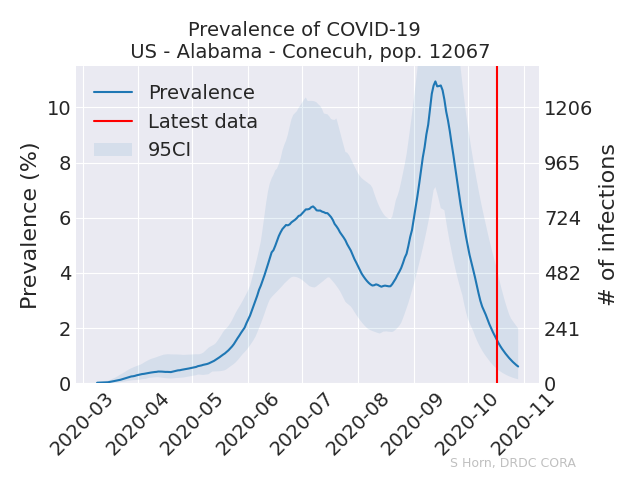 Prevalence of COVID-19
US - Alabama - Conecuh, pop. 12067
Prevalence
Latest data
95CI
Prevalence (%)
10
8
6
4
2
0
1206
965
724
482
241
0
# of infections
2020-03
2020-04
2020-05
2020-06
2020-07
2020-08
2020-09
2020-10
2020-11
S Horn, DRDC CORA